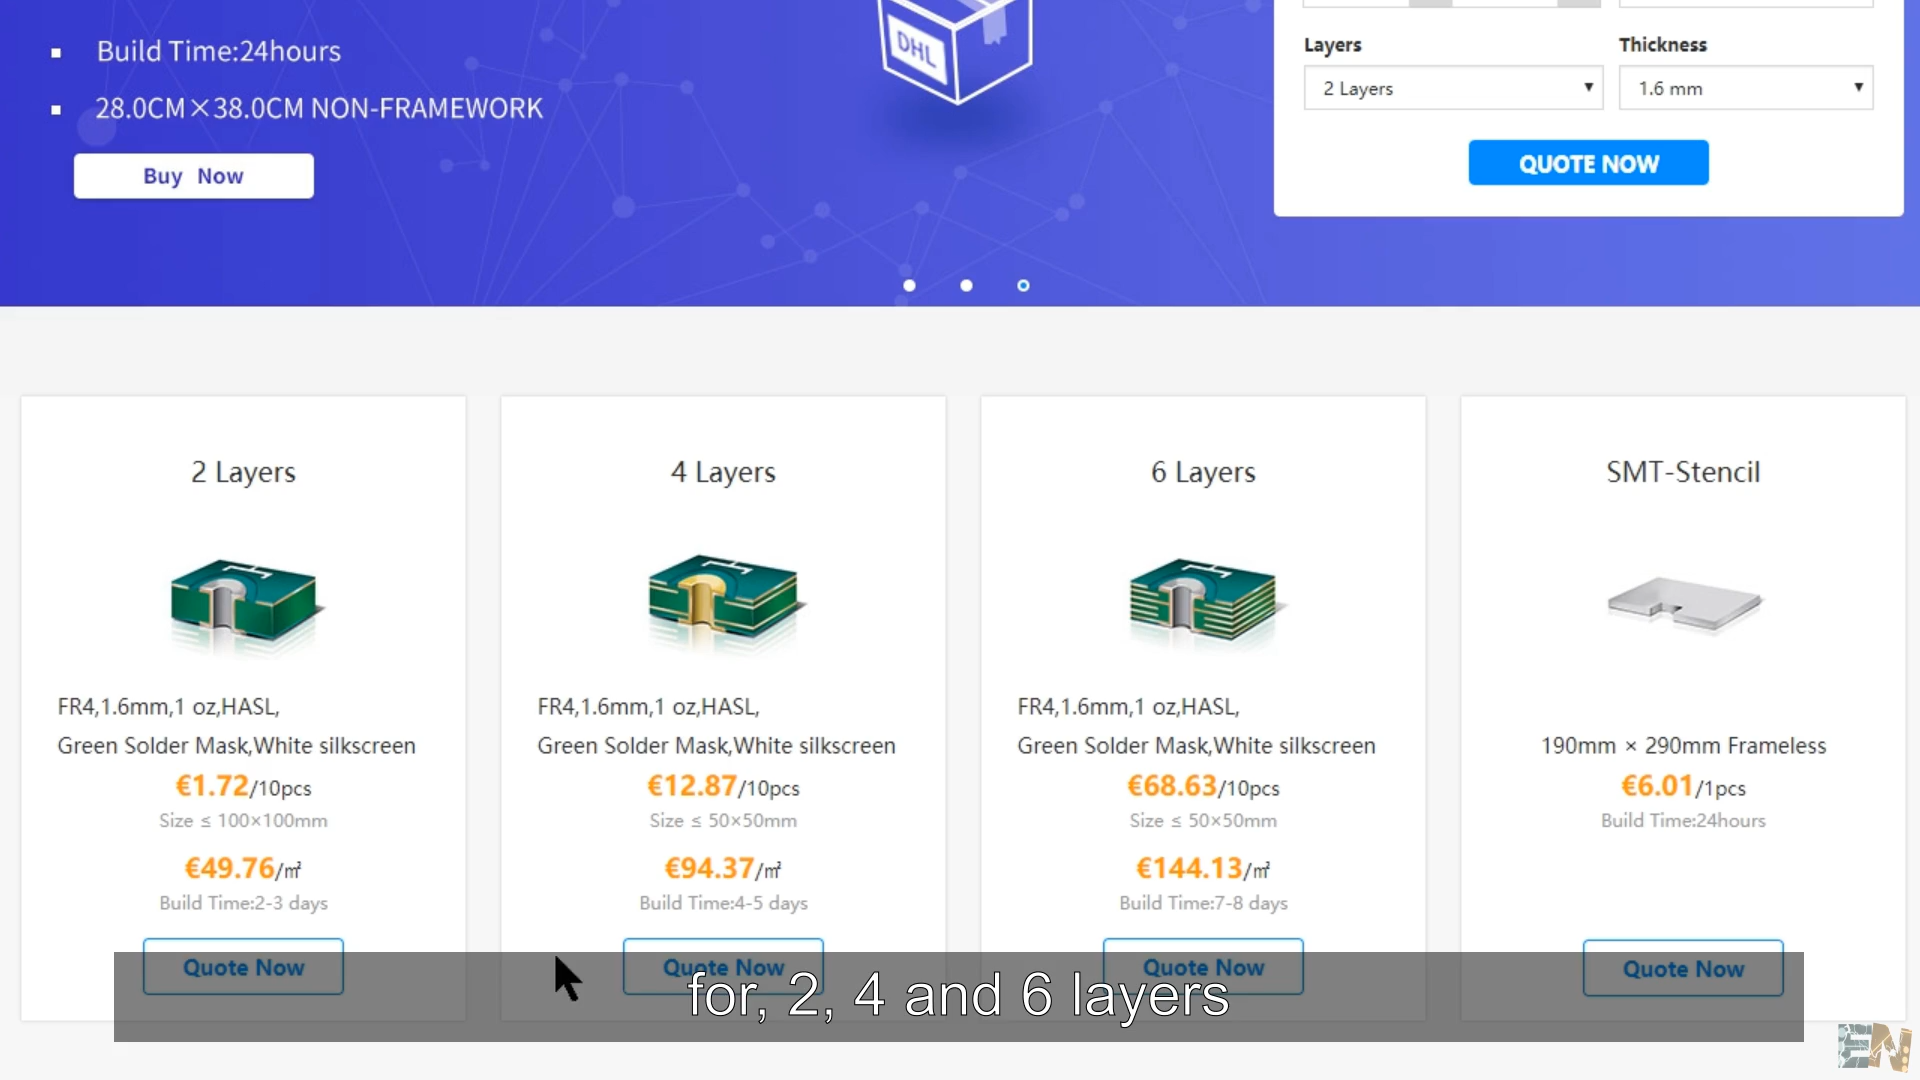 Build Time:24hours
28.0CM×38.0CM NON-FRAMEWORK
Buy Now
DHL
Layers
Thickness
2 Layers
1.6 mm
QUOTE NOW
2 Layers
FR4,1.6mm,1 oz,HASL,
Green Solder Mask,White silkscreen
€1.72/10pcs
Size ≤ 100×100mm
€49.76/㎡
Build Time:2-3 days
Quote Now
4 Layers
FR4,1.6mm,1 oz,HASL,
Green Solder Mask,White silkscreen
€12.87/10pcs
Size ≤ 50×50mm
€94.37/㎡
Build Time:4-5 days
Quote Now
6 Layers
FR4,1.6mm,1 oz,HASL,
Green Solder Mask,White silkscreen
€68.63/10pcs
Size ≤ 50×50mm
€144.13/㎡
Build Time:7-8 days
Quote Now
SMT-Stencil
190mm × 290mm Frameless
€6.01/1pcs
Build Time:24hours
Quote Now
for, 2, 4 and 6 layers
EN